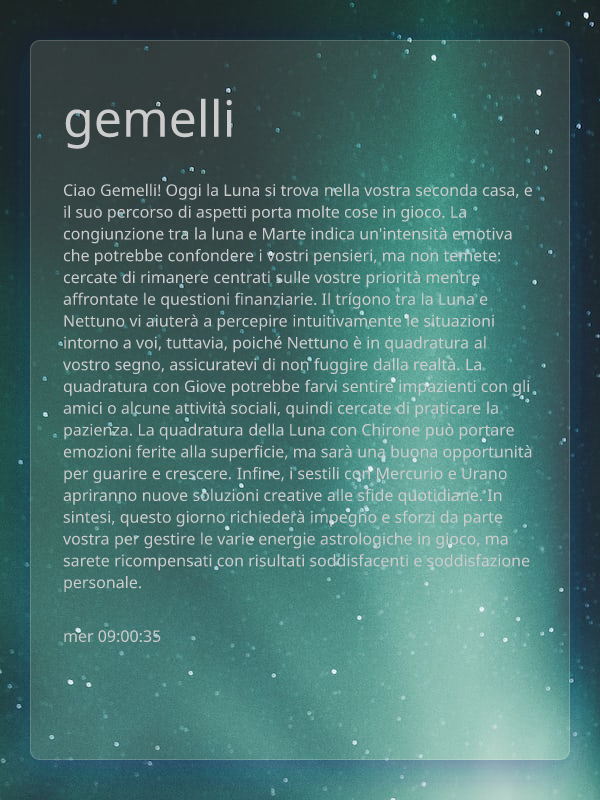 gemelli
Ciao Gemelli! Oggi la Luna si trova nella vostra seconda casa, e
il suo percorso di aspetti porta molte cose in gioco. La
congiunzione tra la luna e Marte indica un'intensità emotiva
che potrebbe confondere i vostri pensieri, ma non temete:
cercate di rimanere centrati sulle vostre priorità mentre
affrontate le questioni finanziarie. Il trigono tra la Luna e
Nettuno vi aiuterà a percepire intuitivamente le situazioni
intorno a voi, tuttavia, poiché Nettuno è in quadratura al
vostro segno, assicuratevi di non fuggire dalla realtà. La
quadratura con Giove potrebbe farvi sentire impazienti con gli
amici o alcune attività sociali, quindi cercate di praticare la
pazienza. La quadratura della Luna con Chirone può portare
emozioni ferite alla superficie, ma sarà una buona opportunità
per guarire e crescere. Infine, i sestili con Mercurio e Urano
apriranno nuove soluzioni creative alle sfide quotidiane. In
sintesi, questo giorno richiederà impegno e sforzi da parte
vostra per gestire le varie energie astrologiche in gioco, ma
sarete ricompensati con risultati soddisfacenti e soddisfazione
personale.
mer 09:00:35